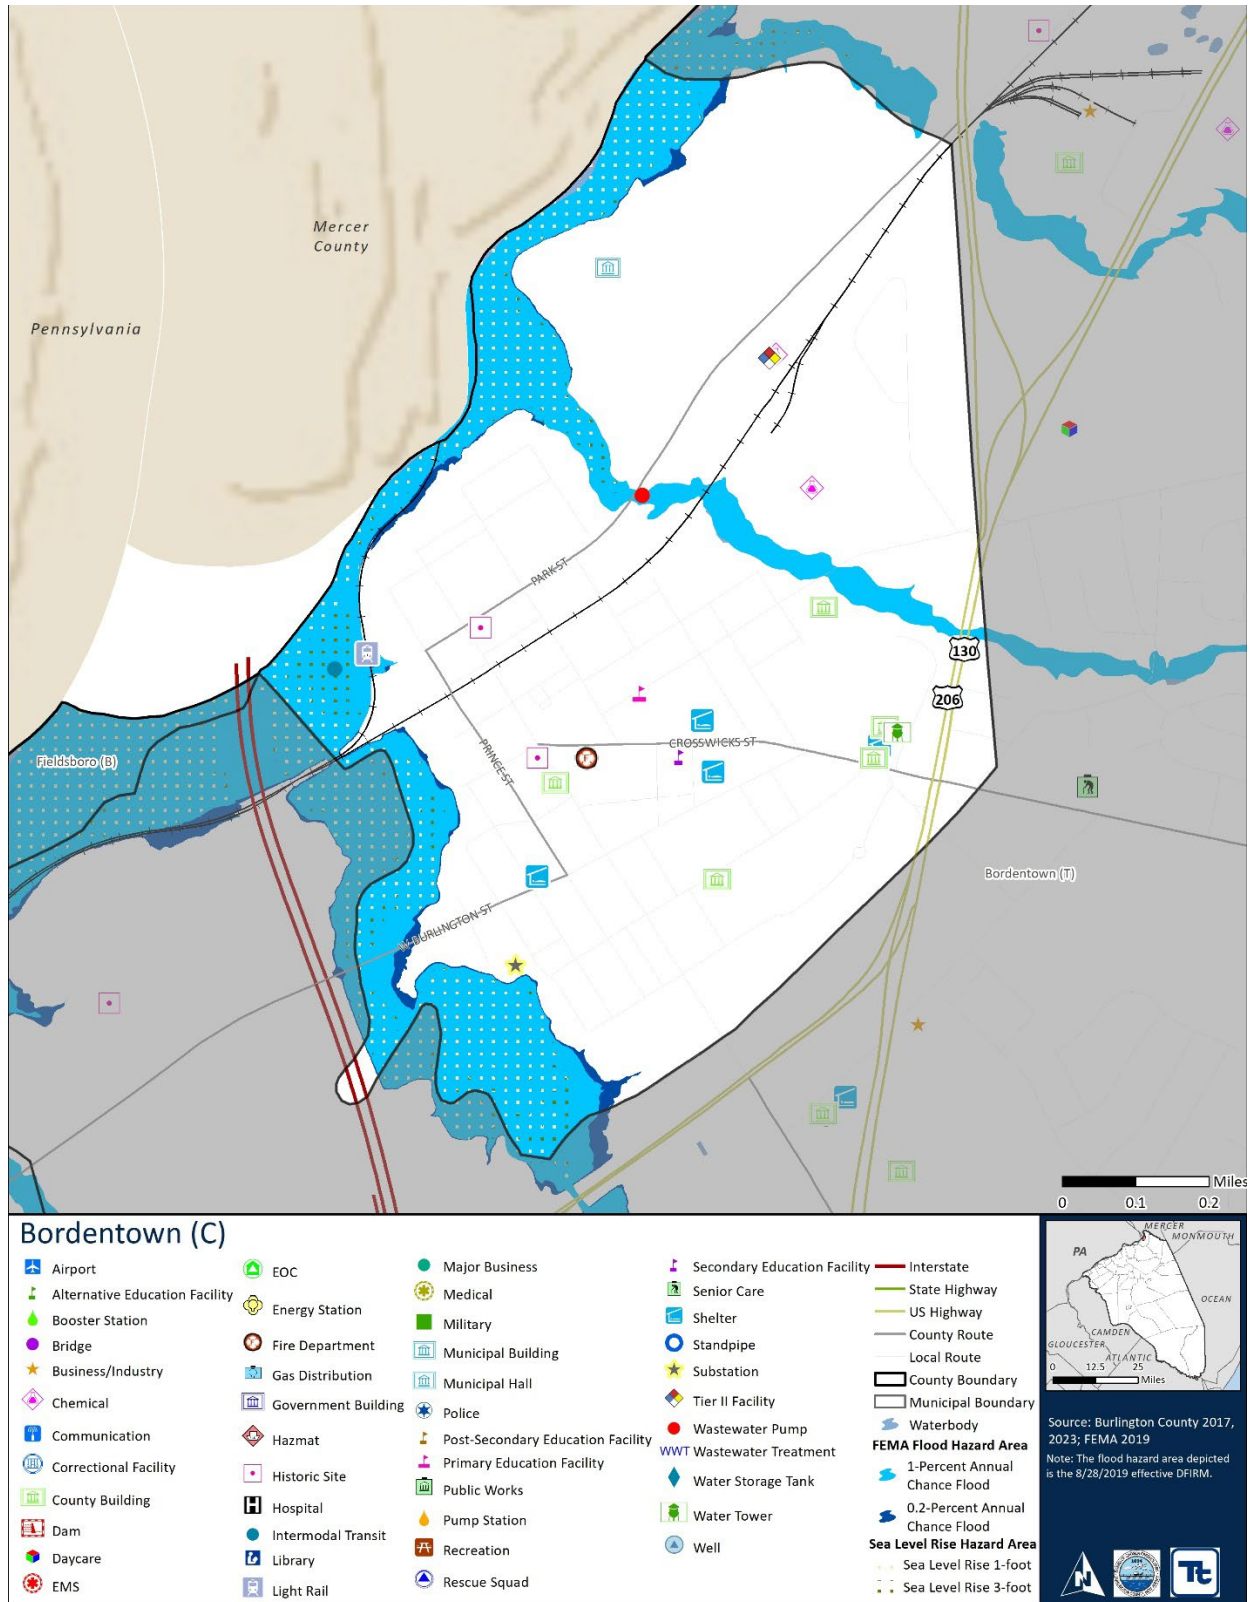 Mercer
County
Pennsylvania
PARK ST
130
206
PRINCE ST
CROSSWICKS ST
Fieldsboro (B)
Bordentown (T)
W BURLINGTON ST
Miles
0 0.1 0.2
Bordentown (C)
Airport
Alternative Education Facility
Booster Station
Bridge
Business/Industry
Chemical
Communication
Correctional Facility
County Building
Dam
Daycare
EMS
EOC
Energy Station
Fire Department
Gas Distribution
Government Building
Hazmat
Historic Site
Hospital
Intermodal Transit
Library
Light Rail
Major Business
Medical
Military
Municipal Building
Municipal Hall
Police
Post-Secondary Education Facility
Primary Education Facility
Public Works
Pump Station
Recreation
Rescue Squad
Secondary Education Facility
Senior Care
Shelter
Standpipe
Substation
Tier II Facility
Wastewater Pump
WWT Wastewater Treatment
Water Storage Tank
Water Tower
Well
Interstate
State Highway
US Highway
County Route
Local Route
County Boundary
Municipal Boundary
Waterbody
FEMA Flood Hazard Area
1-Percent Annual
Chance Flood
0.2-Percent Annual
Chance Flood
Sea Level Rise Hazard Area
Sea Level Rise 1-foot
Sea Level Rise 3-foot
MERCER
MONMOUTH
PA
OCEAN
CAMDEN
GLOUCESTER
ATLANTIC
0 12.5 25
Miles
Source: Burlington County 2017,
2023; FEMA 2019
Note: The flood hazard area depicted
is the 8/28/2019 effective DFIRM.
N
Tt